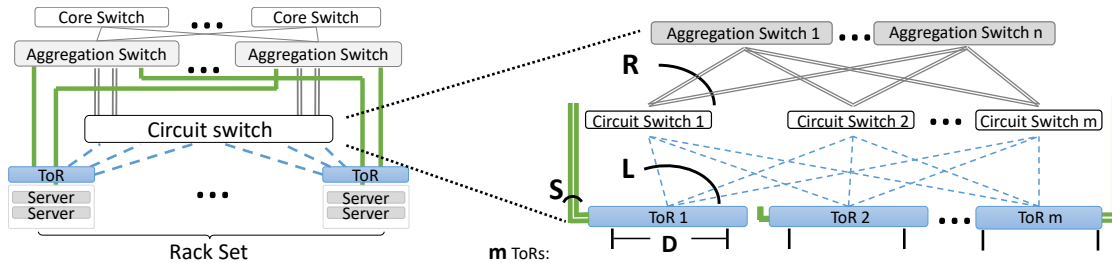 Core Switch ••• Core Switch
Aggregation Switch Aggregation Switch
•••
Circuit switch
ToR ToR
Server ••• Server
Server Server
Rack Set
Aggregation Switch 1 ••• Aggregation Switch n
R
Circuit Switch 1 Circuit Switch 2 ••• Circuit Switch m
L
S
ToR 1 ToR 2 ••• ToR m
D
m ToRs: